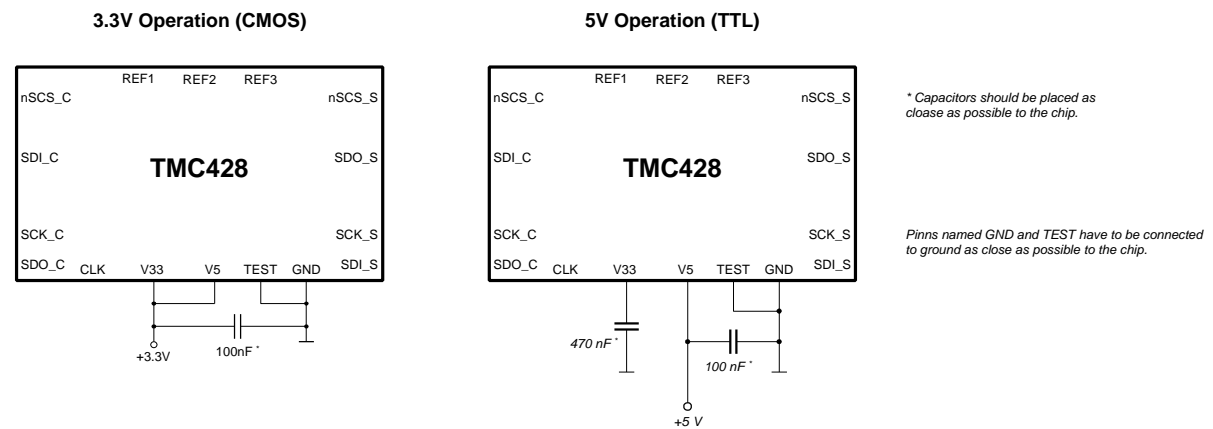 3.3V Operation (CMOS)
REF1 REF2 REF3
nSCS_C nSCS_S
SDI_C SDO_S
TMC428
SCK_C SCK_S
SDO_C CLK V33 V5 TEST GND SDI_S
+3.3V 100nF *
5V Operation (TTL)
REF1 REF2 REF3
nSCS_C nSCS_S
SDI_C SDO_S
TMC428
SCK_C SCK_S
SDO_C CLK V33 V5 TEST GND SDI_S
470 nF *
100 nF *
+5 V
* Capacitors should be placed as
cloase as possible to the chip.
Pinns named GND and TEST have to be connected
to ground as close as possible to the chip.